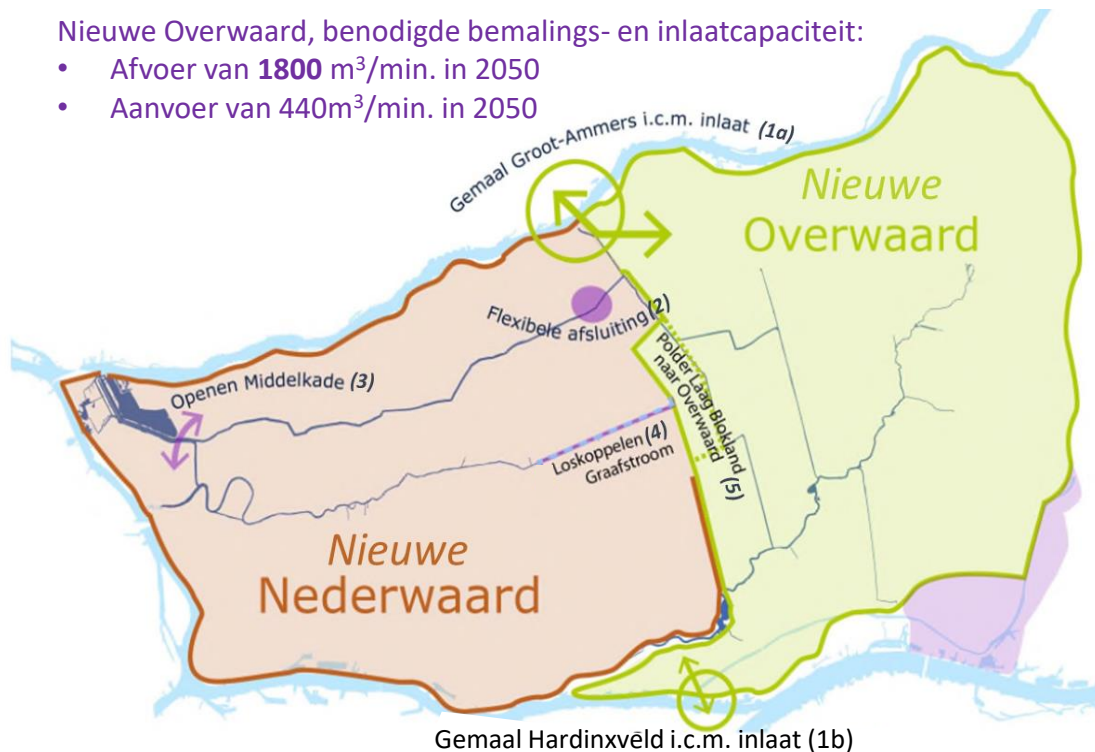 Nieuwe Overwaard, benodigde bemalings- en inlaatcapaciteit:
• Afvoer van 1800 m³/min. in 2050
• Aanvoer van 440m³/min. in 2050
Gemaal Groot-Ammers i.c.m. inlaat (1a)
Nieuwe
Overwaard
Flexibele afsluiting (2)
Polder Laag Blokland
naar Overwaard (5)
Openen Middelkade (3)
Loskoppelen (4)
Graafstroom
Nieuwe
Nederwaard
Gemaal Hardinxveld i.c.m. inlaat (1b)